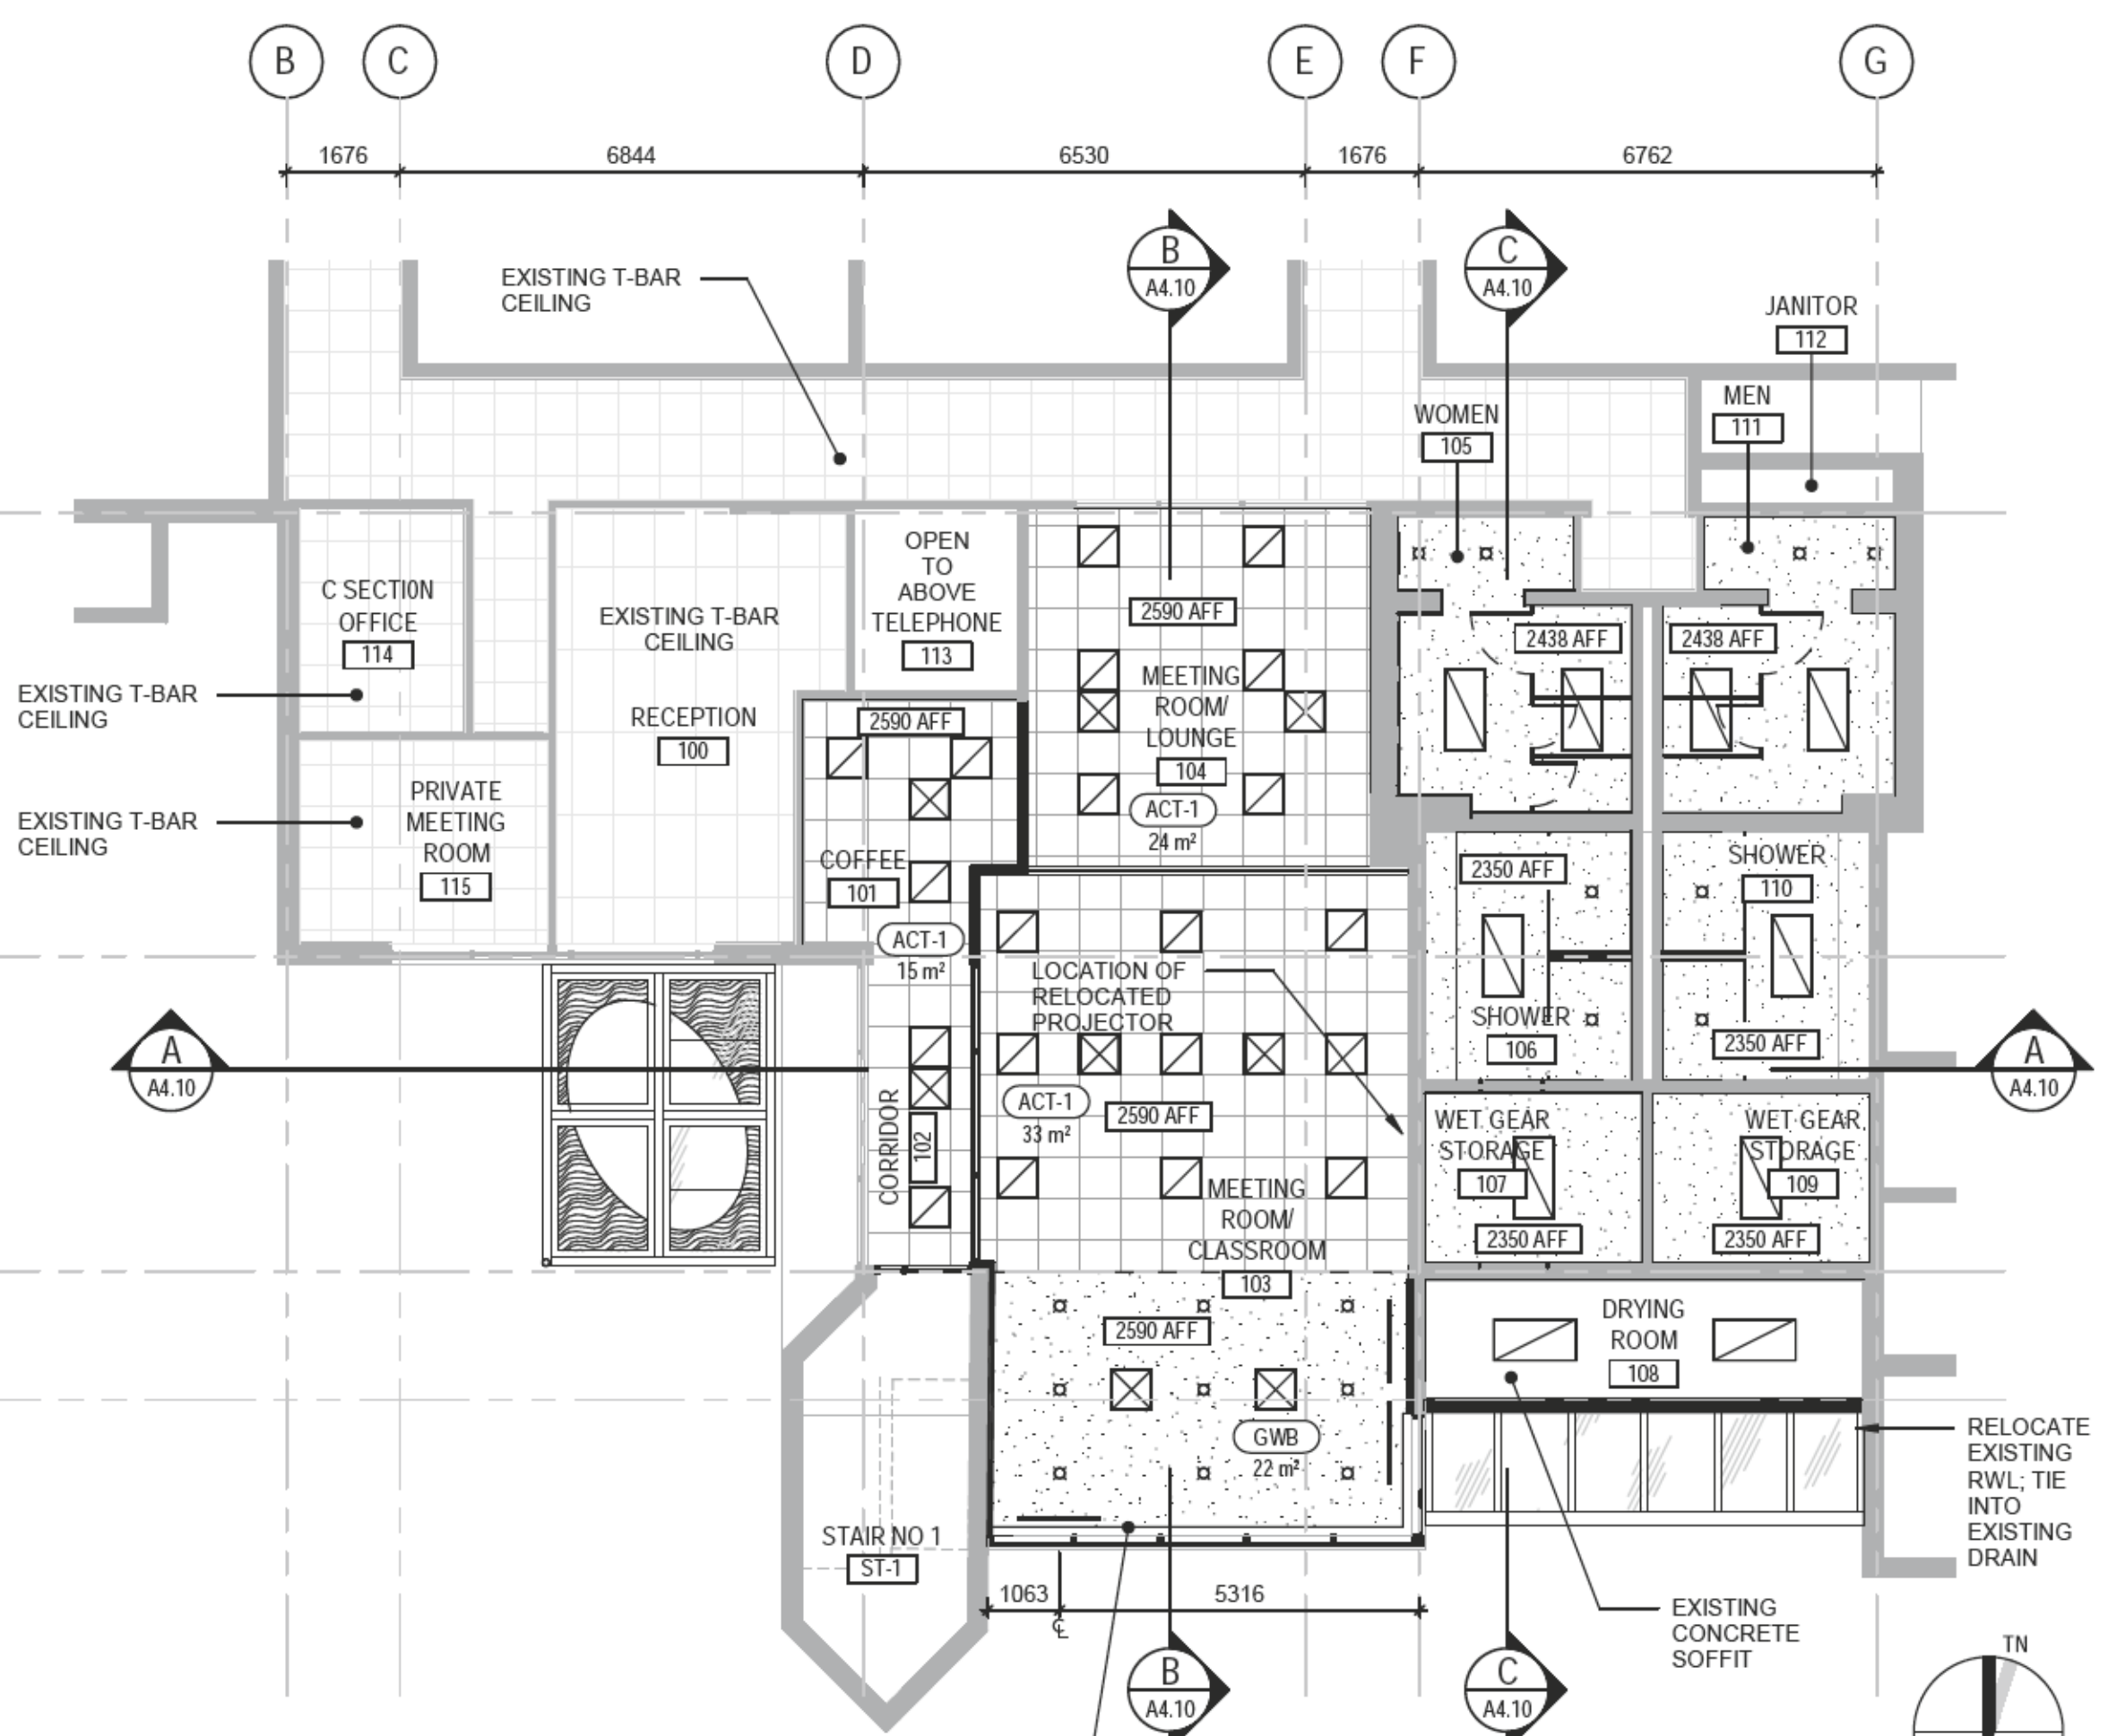 B
C
D
E
F
G
1676
6844
6530
1676
6762
B
A4.10
C
A4.10
EXISTING T-BAR
CEILING
JANITOR
112
MEN
111
WOMEN
105
C SECTION
OFFICE
114
EXISTING T-BAR
CEILING
EXISTING T-BAR
CEILING
PRIVATE
MEETING
ROOM
115
EXISTING T-BAR
CEILING
RECEPTION
100
OPEN
TO
ABOVE
TELEPHONE
113
2590 AFF
MEETING
ROOM/
LOUNGE
104
ACT-1
24 m²
2438 AFF
2438 AFF
2590 AFF
COFFEE
101
ACT-1
15 m²
2350 AFF
SHOWER
106
SHOWER
110
2350 AFF
LOCATION OF
RELOCATED
PROJECTOR
A
A4.10
A
A4.10
CORRIDOR
102
ACT-1
33 m²
2590 AFF
MEETING
ROOM/
CLASSROOM
103
WET GEAR
STORAGE
107
2350 AFF
WET GEAR
STORAGE
109
2350 AFF
2590 AFF
GWB
22 m²
DRYING
ROOM
108
RELOCATE
EXISTING
RWL; TIE
INTO
EXISTING
DRAIN
STAIR NO 1
ST-1
1063
5316
℄
EXISTING
CONCRETE
SOFFIT
B
A4.10
C
A4.10
TN